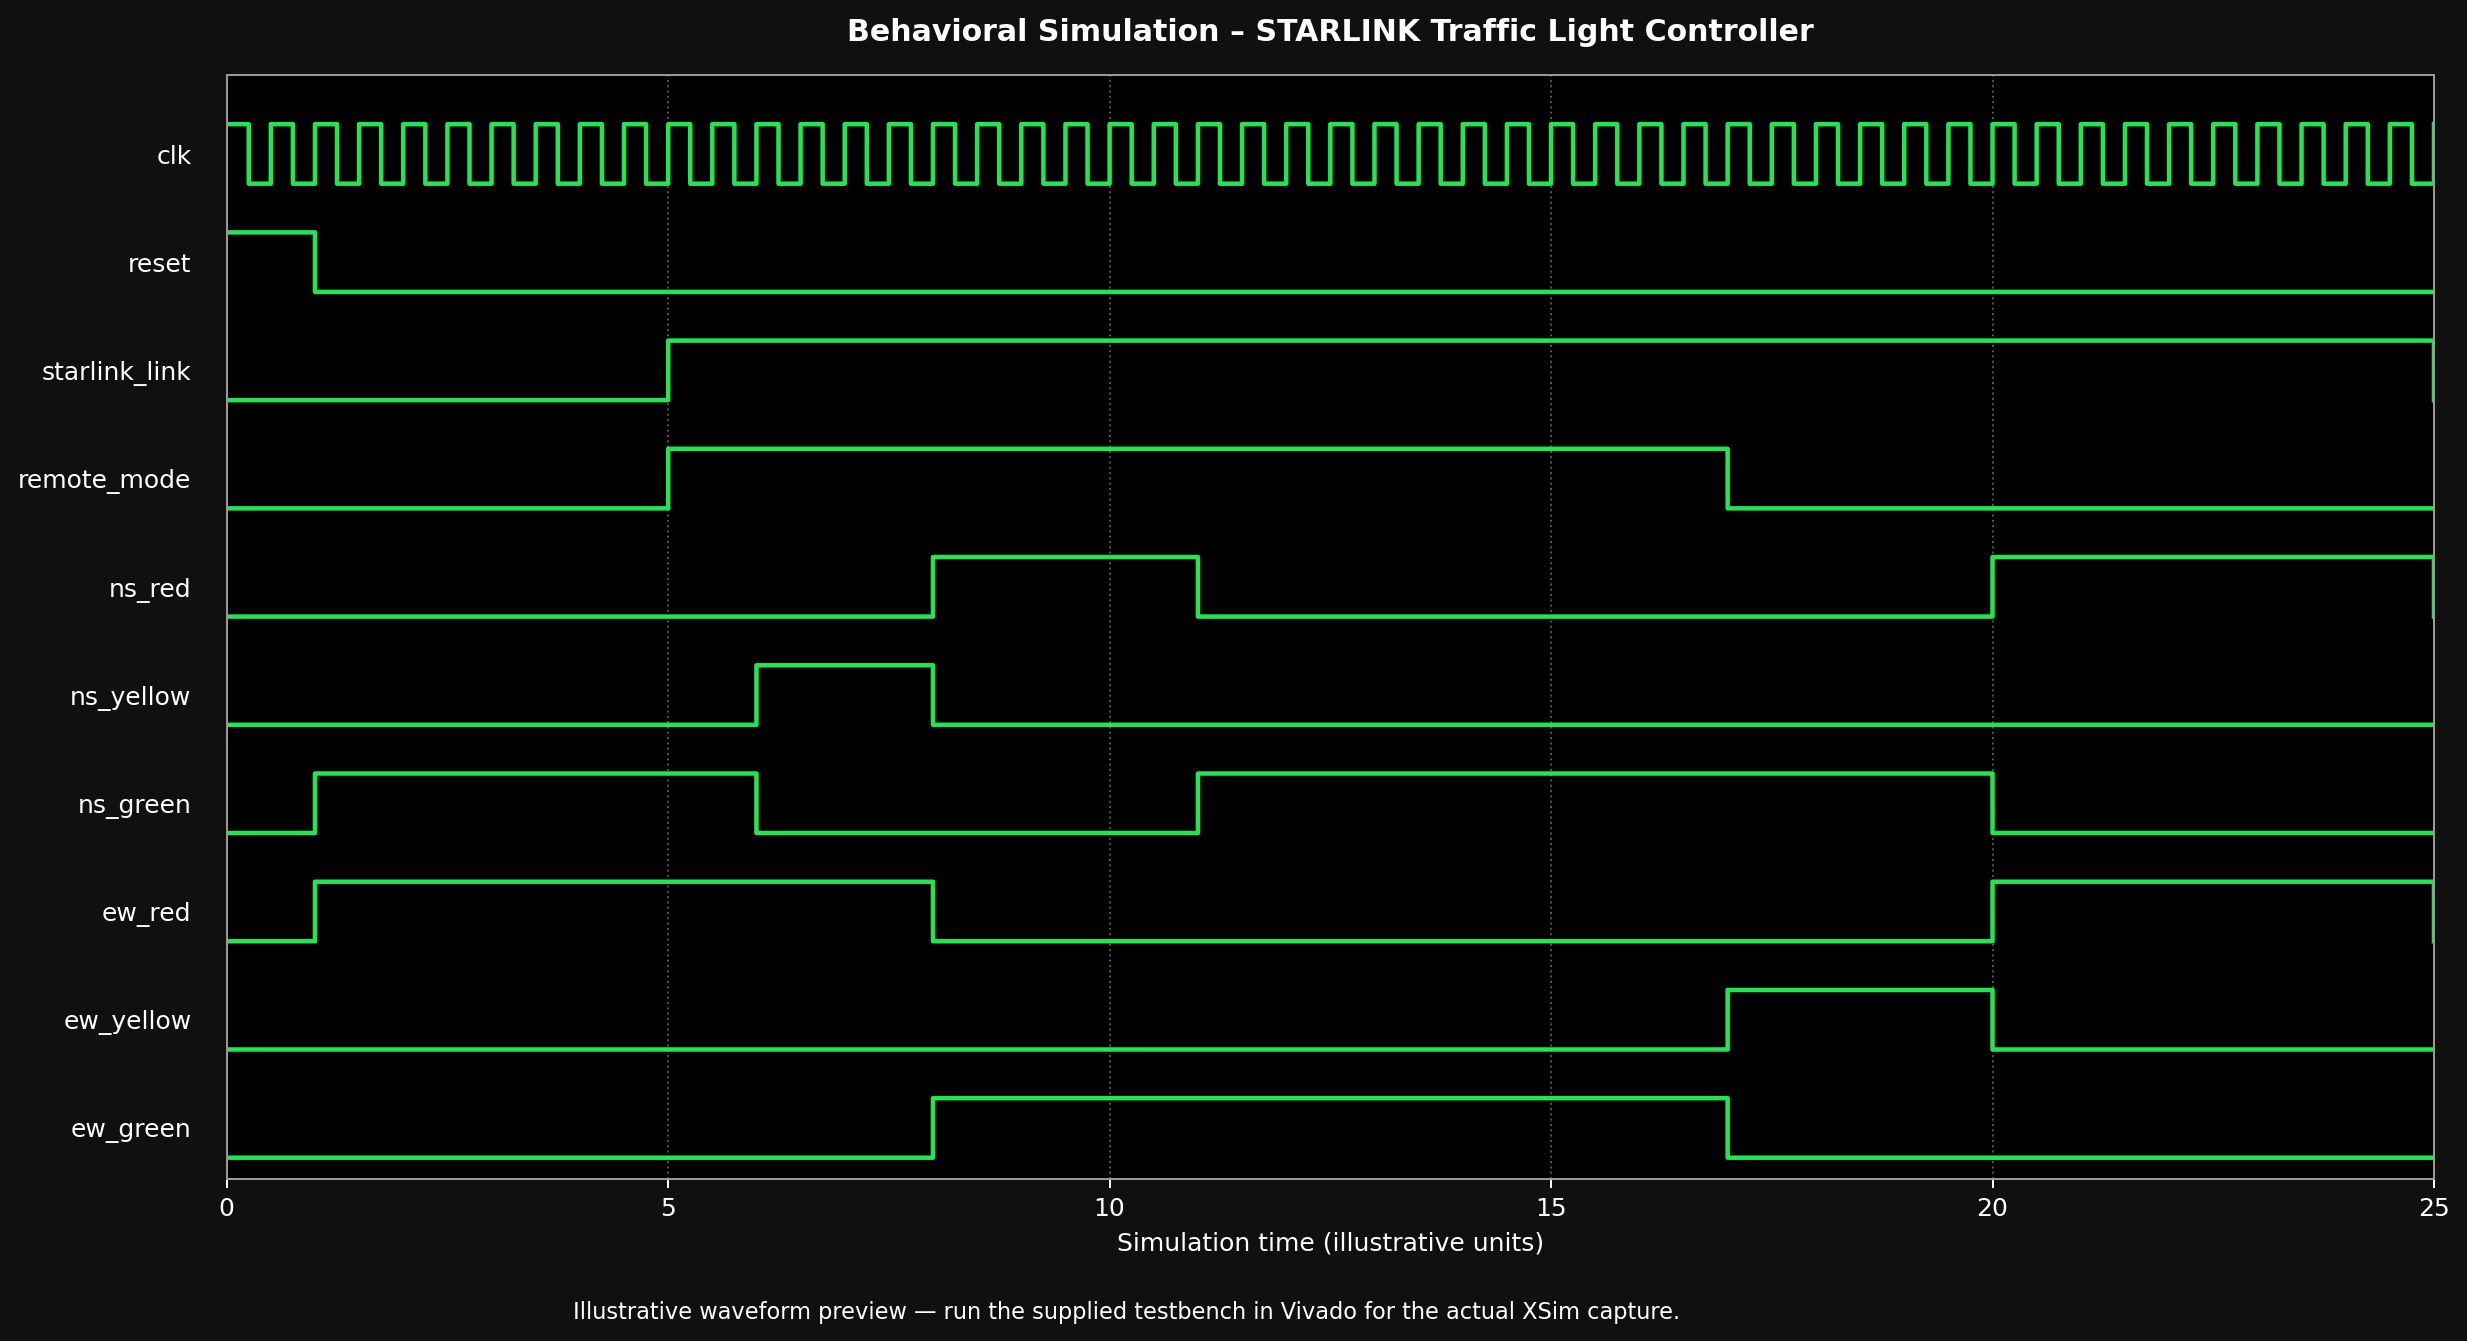 Behavioral Simulation – STARLINK Traffic Light Controller
clk
reset
starlink_link
remote_mode
ns_red
ns_yellow
ns_green
ew_red
ew_yellow
ew_green
0 5 10 15 20 25
Simulation time (illustrative units)
Illustrative waveform preview — run the supplied testbench in Vivado for the actual XSim capture.